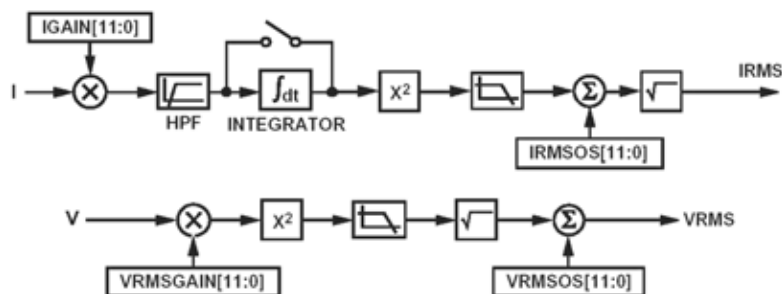 IGAIN[11:0]
I
HPF
∫dt
INTEGRATOR
X²
Σ
√
IRMS
IRMSOS[11:0]
V
X²
√
Σ
VRMS
VRMSGAIN[11:0]
VRMSOS[11:0]